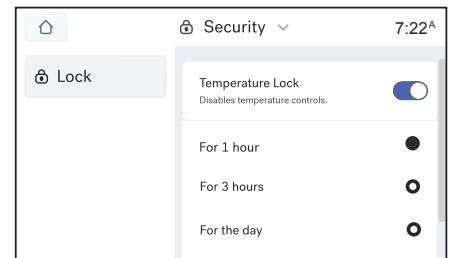 Security
7:22ᴬ
Lock
Temperature Lock
Disables temperature controls.
For 1 hour
For 3 hours
For the day